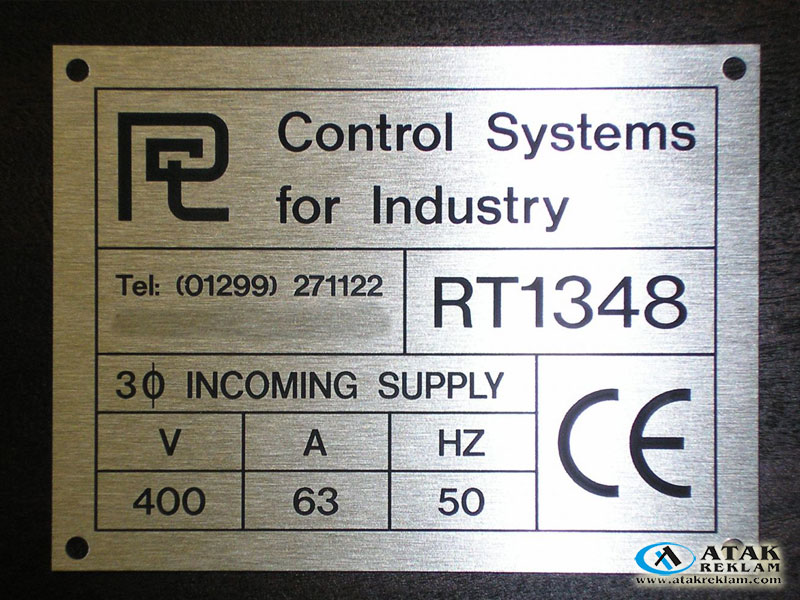 PC
Control Systems
for Industry
Tel: (01299) 271122
RT1348
3ϕ INCOMING SUPPLY
CE
V A HZ
400 63 50
ATAK
REKLAM
www.atakreklam.com